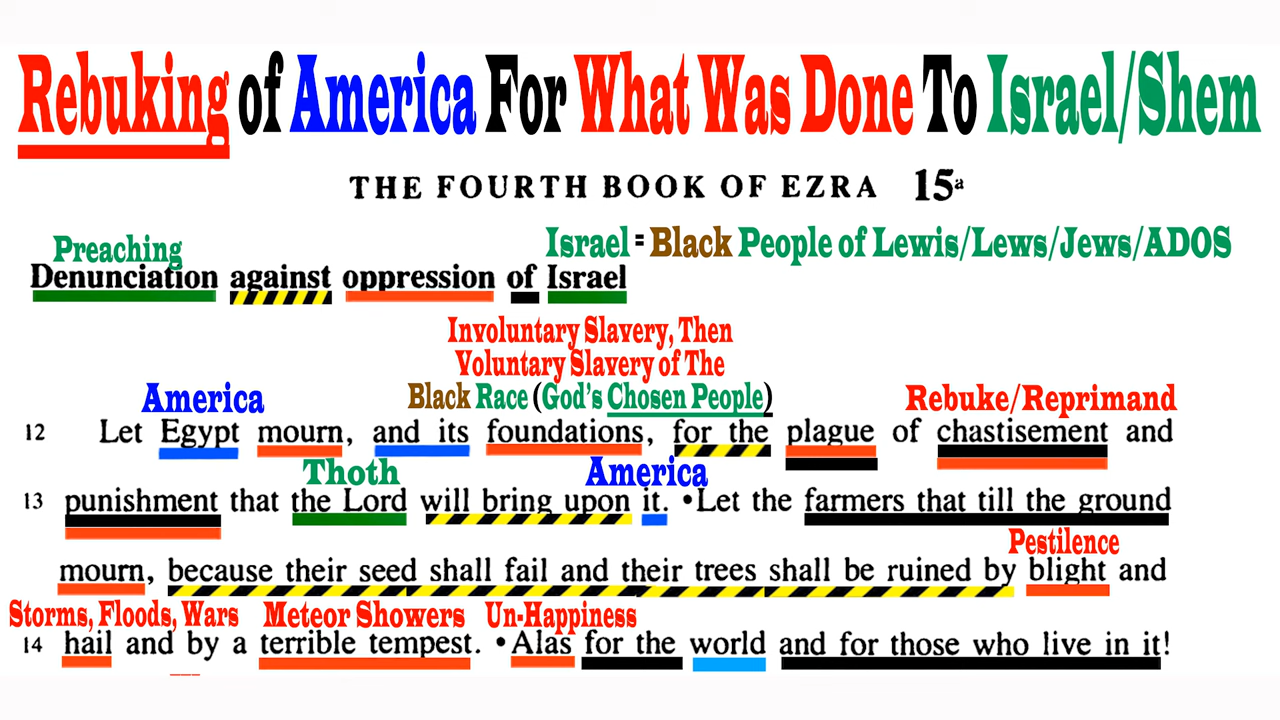 Rebuking of America For What Was Done To Israel/Shem
THE FOURTH BOOK OF EZRA 15a
Preaching
Israel = Black People of Lewis/Lews/Jews/ADOS
Denunciation against oppression of Israel
Involuntary Slavery, Then
Voluntary Slavery of The
America
Black Race (God's Chosen People)
Rebuke/Reprimand
12 Let Egypt mourn, and its foundations, for the plague of chastisement and
Thoth
America
13 punishment that the Lord will bring upon it. •Let the farmers that till the ground
Pestilence
mourn, because their seed shall fail and their trees shall be ruined by blight and
Storms, Floods, Wars Meteor Showers Un-Happiness
14 hail and by a terrible tempest. •Alas for the world and for those who live in it!